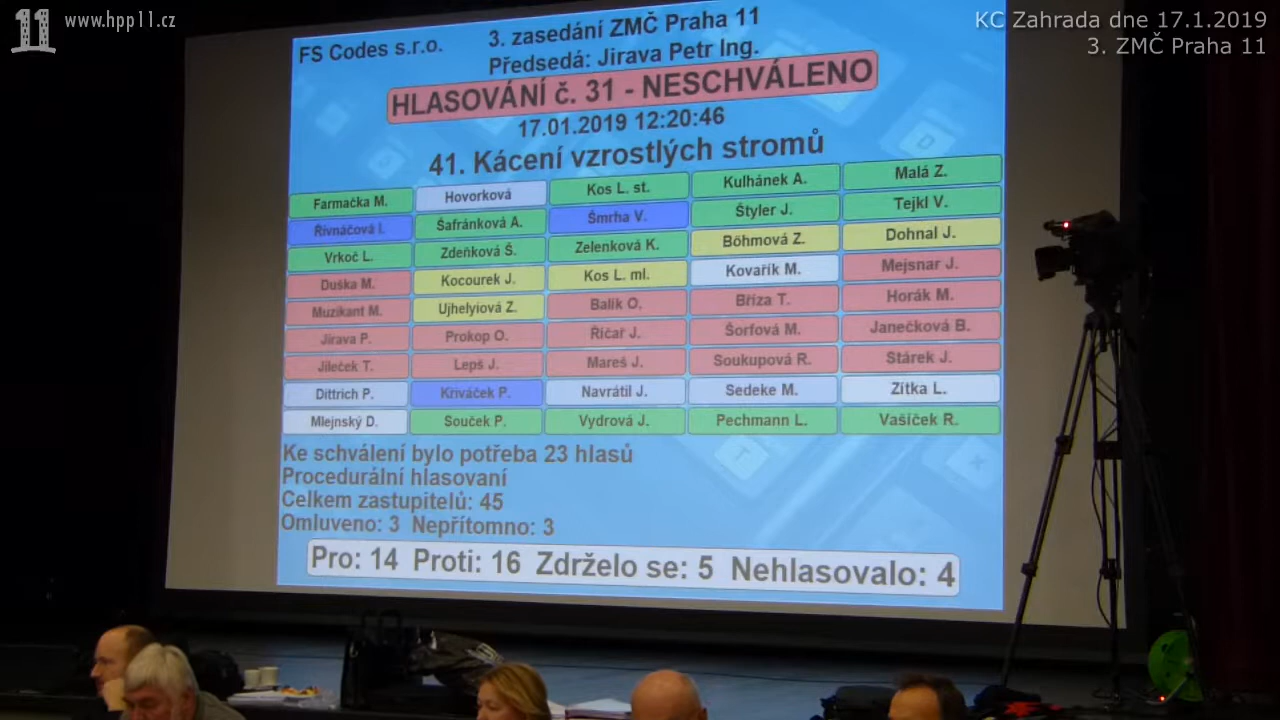 11 www.hpp11.cz
KC Zahrada dne 17.1.2019
3. ZMČ Praha 11
FS Codes s.r.o. 3. zasedání ZMČ Praha 11
Předsedá: Jirava Petr Ing.
HLASOVÁNÍ č. 31 - NESCHVÁLENO
17.01.2019 12:20:46
41. Kácení vzrostlých stromů
Farmačka M. Hovorková Kos L. st. Kulhánek A. Malá Z.
Řivnáčová I. Šafránková A. Šmrha V. Štyler J. Tejkl V.
Vrkoč L. Zdeňková Š. Zelenková K. Böhmová Z. Dohnal J.
Duška M. Kocourek J. Kos L. ml. Kovařík M. Mejsnar J.
Muzikant M. Ujhelyiová Z. Balík O. Bříza T. Horák M.
Jirava P. Prokop O. Říčař J. Šorfová M. Janečková B.
Jileček T. Lepš J. Mareš J. Soukupová R. Stárek J.
Dittrich P. Křiváček P. Navrátil J. Sedeke M. Zítka L.
Mlejnský D. Souček P. Vydrová J. Pechmann L. Vašíček R.
Ke schválení bylo potřeba 23 hlasů
Procedurální hlasovaní
Celkem zastupitelů: 45
Omluveno: 3 Nepřítomno: 3
Pro: 14 Proti: 16 Zdrželo se: 5 Nehlasovalo: 4